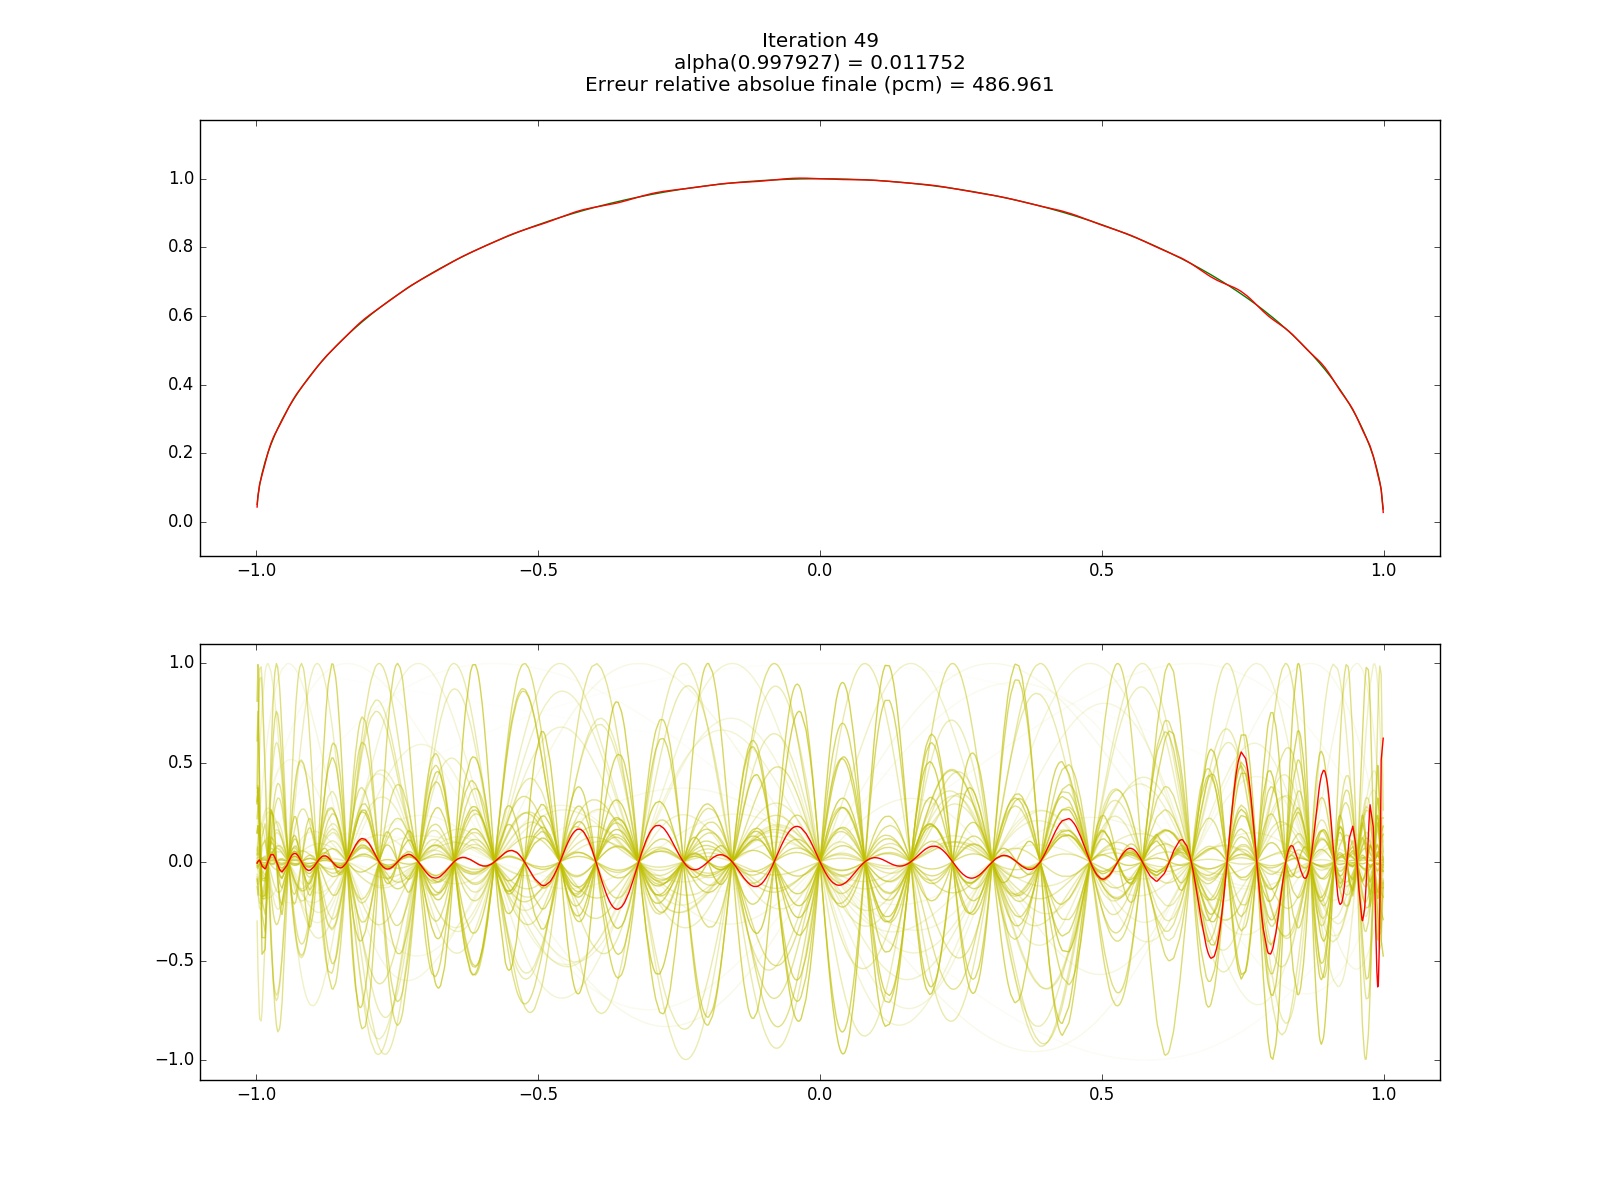 Iteration 49
alpha(0.997927) = 0.011752
Erreur relative absolue finale (pcm) = 486.961
1.0
0.8
0.6
0.4
0.2
0.0
−1.0 −0.5 0.0 0.5 1.0
1.0
0.5
0.0
−0.5
−1.0
−1.0 −0.5 0.0 0.5 1.0